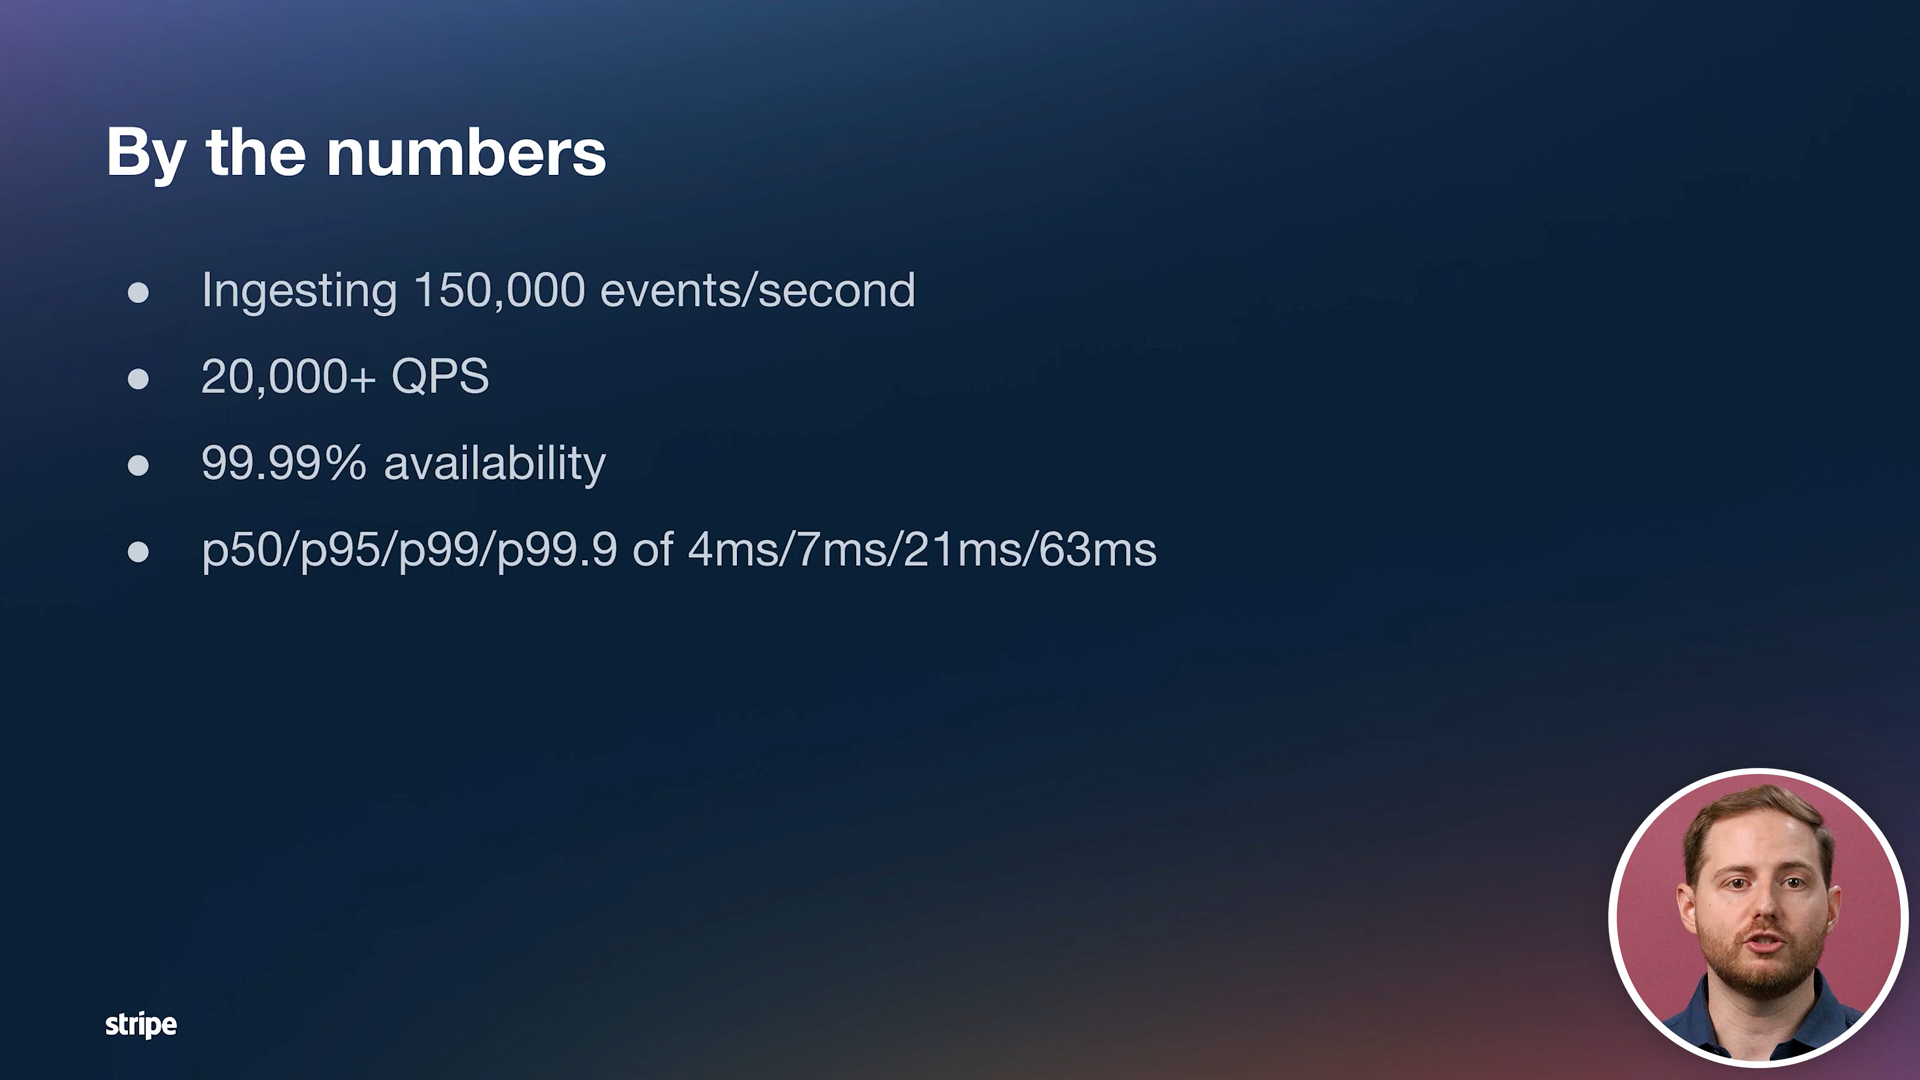 By the numbers
● Ingesting 150,000 events/second
● 20,000+ QPS
● 99.99% availability
● p50/p95/p99/p99.9 of 4ms/7ms/21ms/63ms
stripe